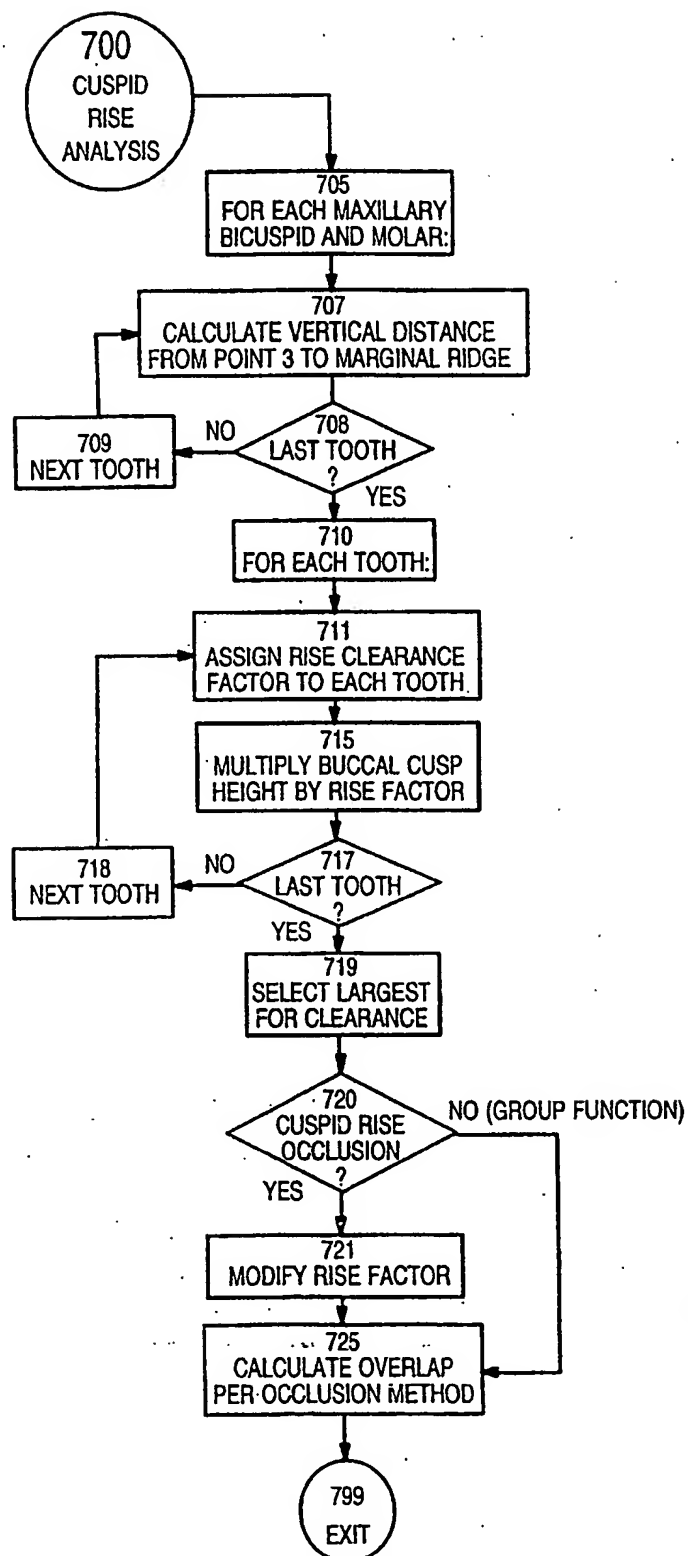 700
CUSPID
RISE
ANALYSIS
705
FOR EACH MAXILLARY
BICUSPID AND MOLAR:
707
CALCULATE VERTICAL DISTANCE
FROM POINT 3 TO MARGINAL RIDGE
709
NEXT TOOTH
NO
708
LAST TOOTH
?
YES
710
FOR EACH TOOTH:
711
ASSIGN RISE CLEARANCE
FACTOR TO EACH TOOTH
715
MULTIPLY BUCCAL CUSP
HEIGHT BY RISE FACTOR
718
NEXT TOOTH
NO
717
LAST TOOTH
?
YES
719
SELECT LARGEST
FOR CLEARANCE
720
CUSPID RISE
OCCLUSION
?
NO (GROUP FUNCTION)
YES
721
MODIFY RISE FACTOR
725
CALCULATE OVERLAP
PER OCCLUSION METHOD
799
EXIT